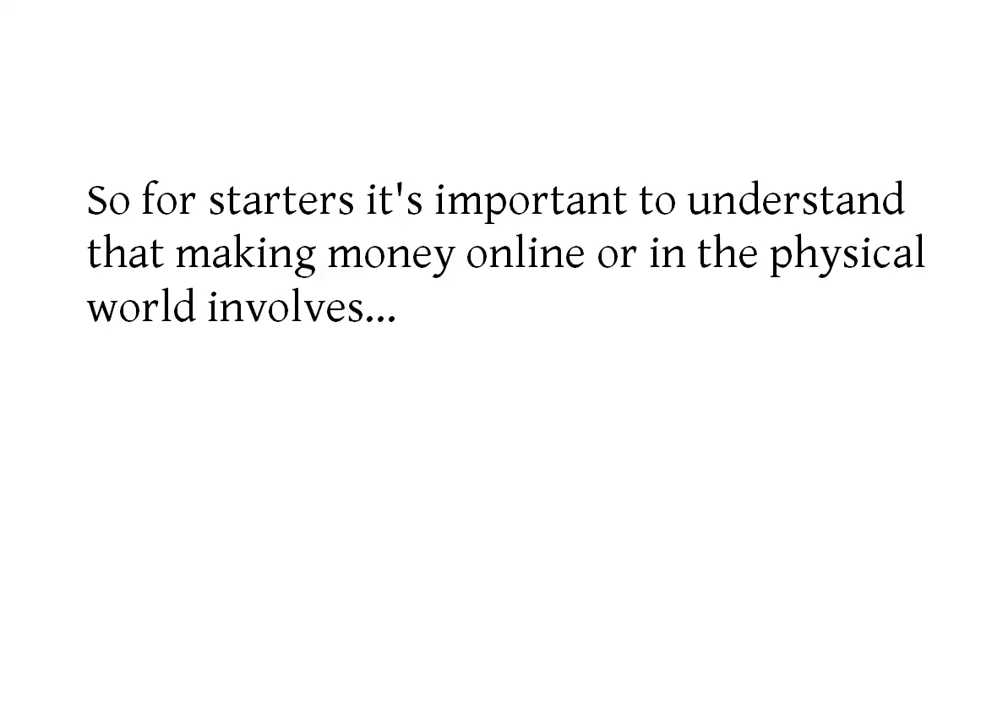 So for starters it's important to understand
that making money online or in the physical
world involves...